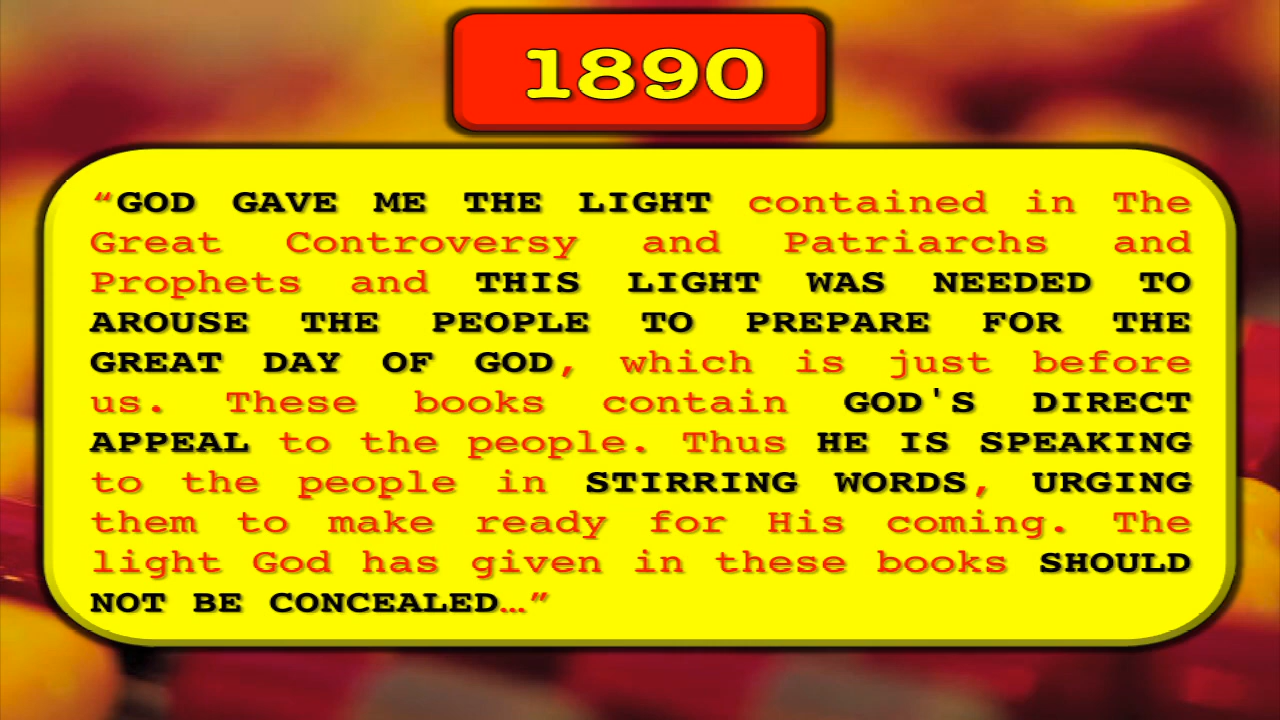 1890
“GOD GAVE ME THE LIGHT contained in The
Great Controversy and Patriarchs and
Prophets and THIS LIGHT WAS NEEDED TO
AROUSE THE PEOPLE TO PREPARE FOR THE
GREAT DAY OF GOD, which is just before
us. These books contain GOD'S DIRECT
APPEAL to the people. Thus HE IS SPEAKING
to the people in STIRRING WORDS, URGING
them to make ready for His coming. The
light God has given in these books SHOULD
NOT BE CONCEALED…”